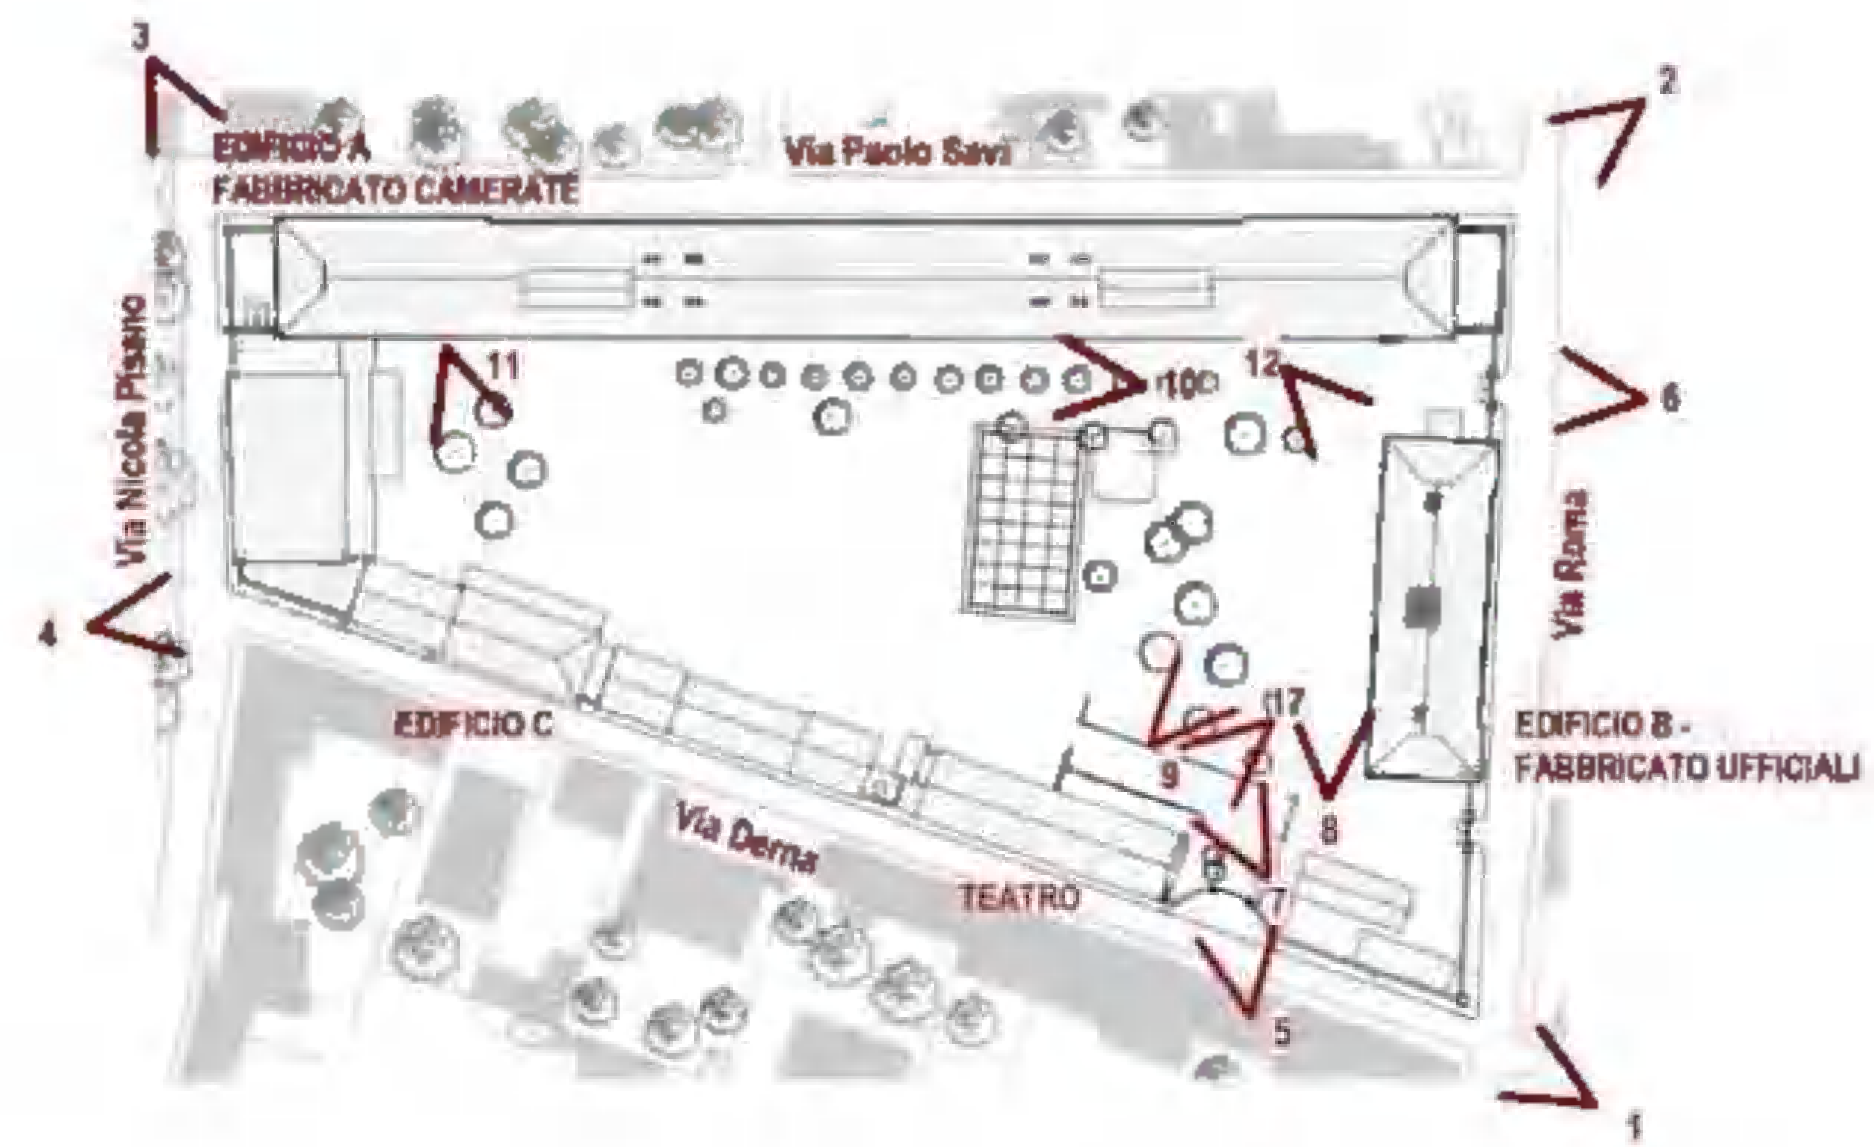 3
2
EDIFICIO A
FABBRICATO CAMERATE
Via Paolo Savi
Via Nicola Pisano
11
10
12
6
Via Roma
4
17
EDIFICIO C
9
EDIFICIO B -
FABBRICATO UFFICIALI
8
Via Derna
TEATRO
7
5
1